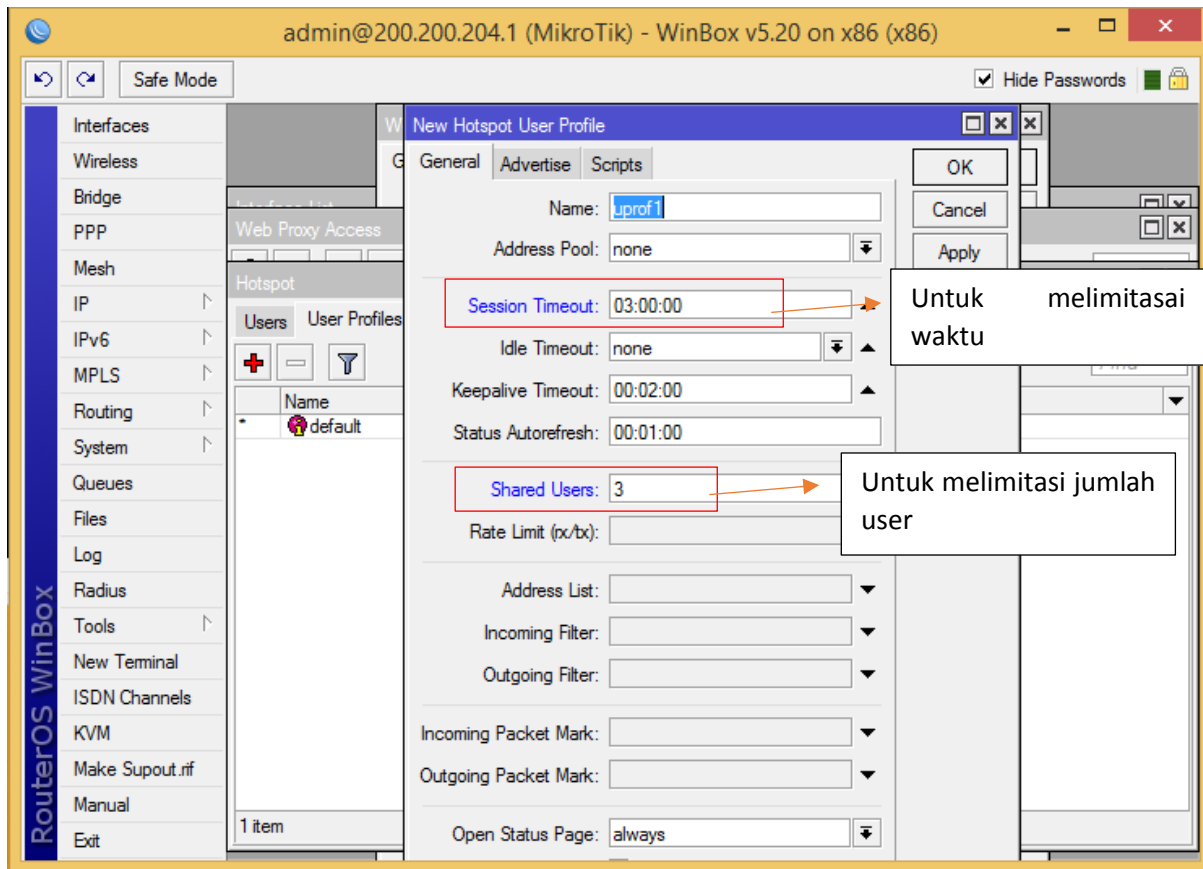 admin@200.200.204.1 (MikroTik) - WinBox v5.20 on x86 (x86)
Safe Mode
Hide Passwords
RouterOS WinBox
Interfaces
Wireless
Bridge
PPP
Mesh
IP
IPv6
MPLS
Routing
System
Queues
Files
Log
Radius
Tools
New Terminal
ISDN Channels
KVM
Make Supout.rif
Manual
Exit
Interface List
Web Proxy Access
Hotspot
Users
User Profiles
Name
* default
1 item
New Hotspot User Profile
General
Advertise
Scripts
OK
Cancel
Apply
Name: uprof1
Address Pool: none
Session Timeout: 03:00:00
Idle Timeout: none
Keepalive Timeout: 00:02:00
Status Autorefresh: 00:01:00
Shared Users: 3
Rate Limit (rx/tx):
Address List:
Incoming Filter:
Outgoing Filter:
Incoming Packet Mark:
Outgoing Packet Mark:
Open Status Page: always
Untuk melimitasai
waktu
Untuk melimitasi jumlah
user